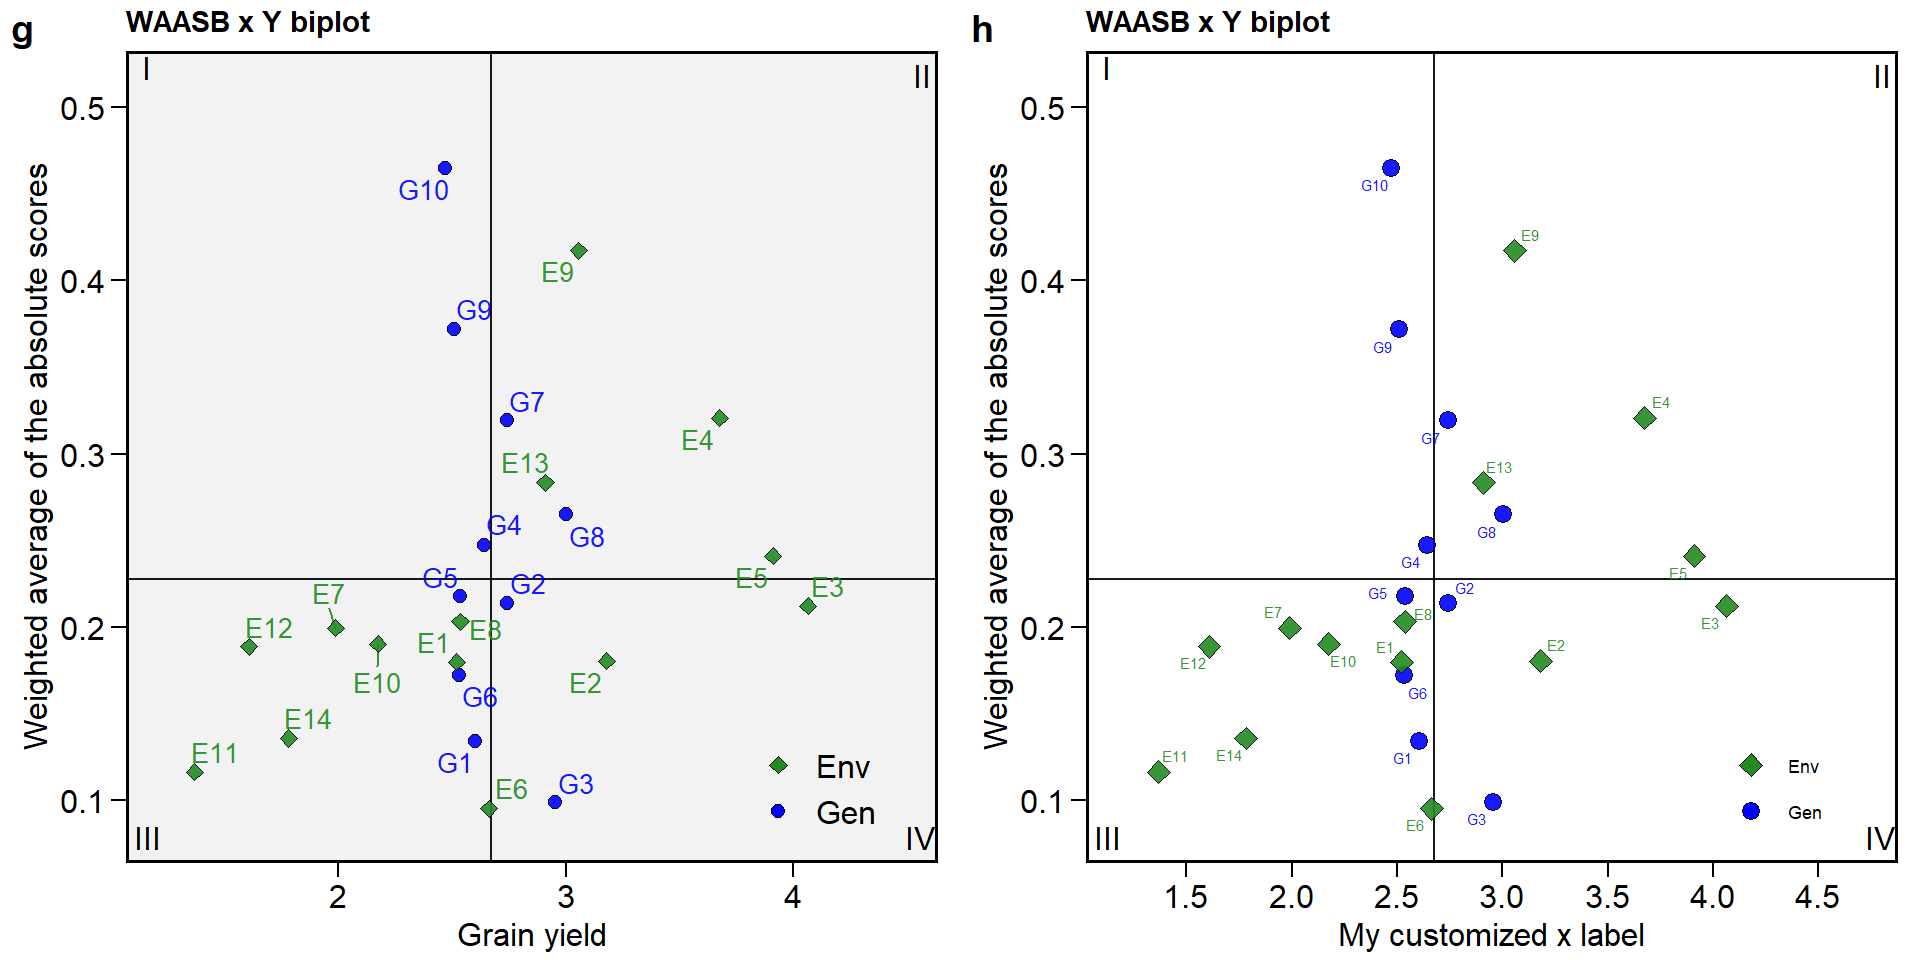 g
WAASB x Y biplot
I
II
0.5
0.4
0.3
0.2
0.1
Weighted average of the absolute scores
G10
E9
G9
G7
E4
E13
G4
G8
G5
E5
G2
E3
E7
E12
E8
E1
E10
E2
G6
E14
E11
G1
E6
G3
Env
Gen
III
IV
2 3 4
Grain yield
h
WAASB x Y biplot
I
II
0.5
0.4
0.3
0.2
0.1
Weighted average of the absolute scores
G10
E9
G9
E4
G7
E13
G8
G4
E5
G5
G2
E7
E8
E3
E1
E2
E12
E10
G6
E14
E11
G1
E6
G3
Env
Gen
III
IV
1.5 2.0 2.5 3.0 3.5 4.0 4.5
My customized x label